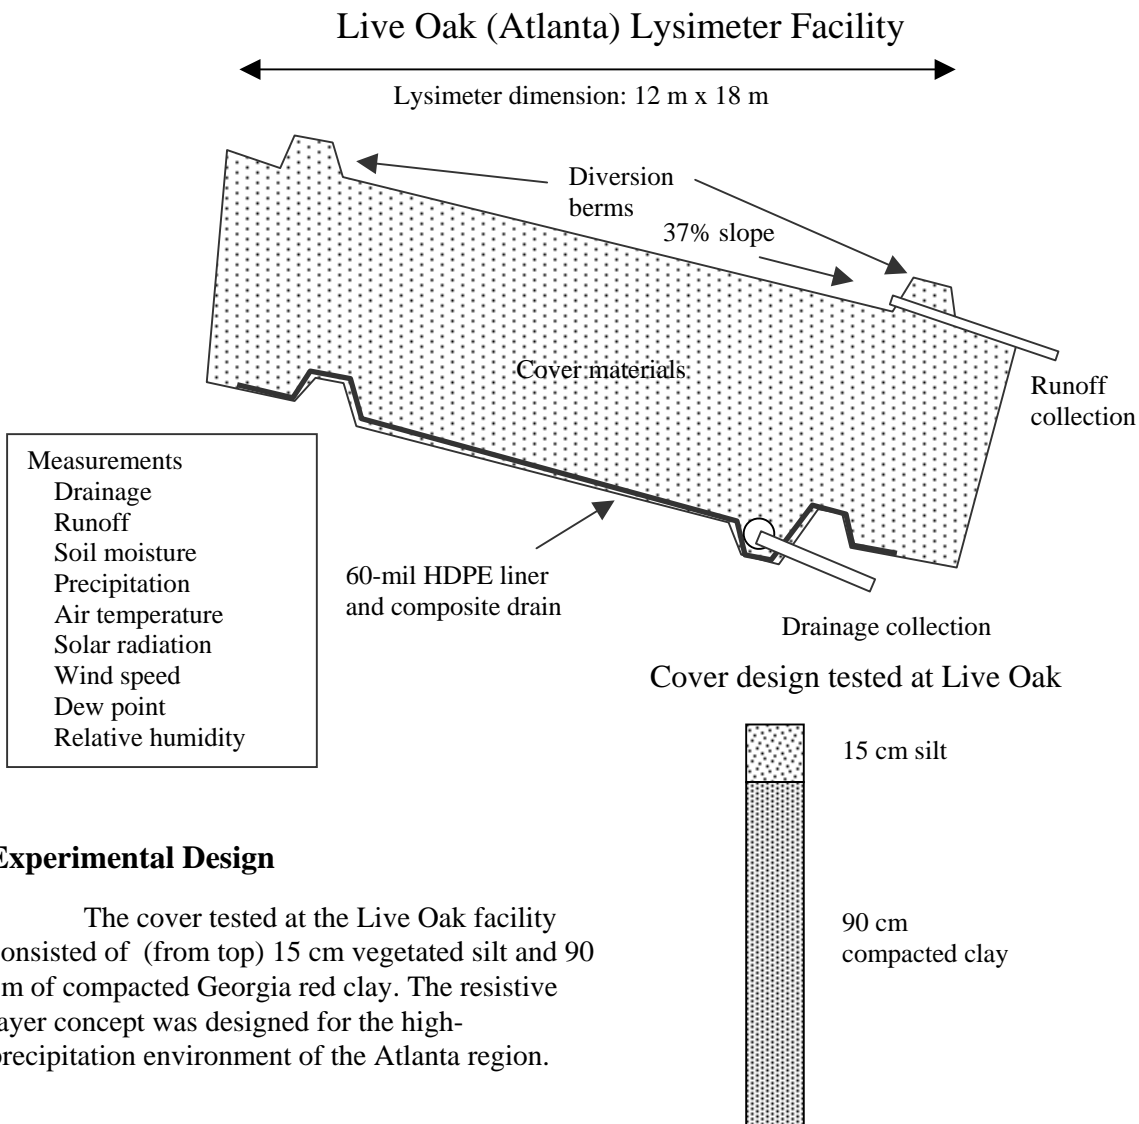 Live Oak (Atlanta) Lysimeter Facility
Lysimeter dimension: 12 m x 18 m
Diversion
berms
37% slope
Cover materials
Runoff
collection
Measurements
Drainage
Runoff
Soil moisture
Precipitation
Air temperature
Solar radiation
Wind speed
Dew point
Relative humidity
60-mil HDPE liner
and composite drain
Drainage collection
Cover design tested at Live Oak
15 cm silt
90 cm
compacted clay
Experimental Design
The cover tested at the Live Oak facility
onsisted of (from top) 15 cm vegetated silt and 90
m of compacted Georgia red clay. The resistive
ayer concept was designed for the high-
precipitation environment of the Atlanta region.